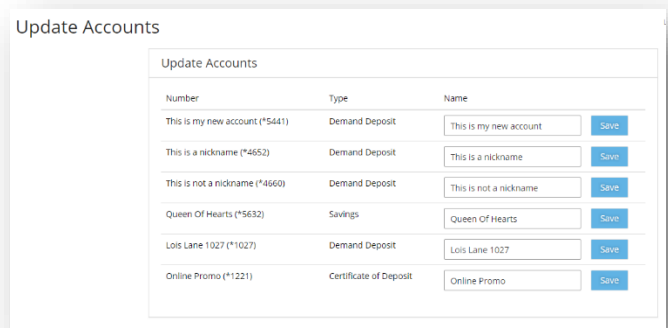 Update Accounts
Update Accounts
Number Type Name
This is my new account (*5441) Demand Deposit This is my new account Save
This is a nickname (*4652) Demand Deposit This is a nickname Save
This is not a nickname (*4660) Demand Deposit This is not a nickname Save
Queen Of Hearts (*5632) Savings Queen Of Hearts Save
Lois Lane 1027 (*1027) Demand Deposit Lois Lane 1027 Save
Online Promo (*1221) Certificate of Deposit Online Promo Save